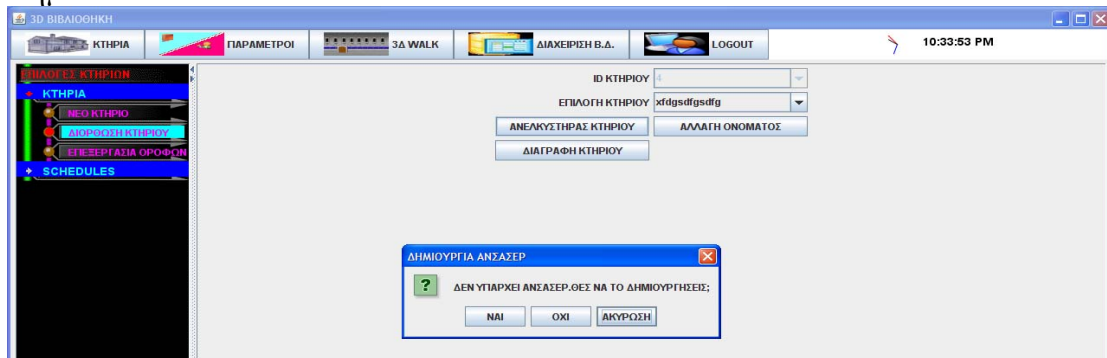 3D ΒΙΒΛΙΟΘΗΚΗ
ΚΤΗΡΙΑ ΠΑΡΑΜΕΤΡΟΙ 3Δ WALK ΔΙΑΧΕΙΡΙΣΗ Β.Δ. LOGOUT 10:33:53 PM
ΕΠΙΛΟΓΕΣ ΚΤΗΡΙΩΝ
ΚΤΗΡΙΑ
ΝΕΟ ΚΤΗΡΙΟ
ΔΙΟΡΘΩΣΗ ΚΤΗΡΙΟΥ
ΕΠΕΞΕΡΓΑΣΙΑ ΟΡΟΦΩΝ
SCHEDULES
ID ΚΤΗΡΙΟΥ 4
ΕΠΙΛΟΓΗ ΚΤΗΡΙΟΥ xfdgsdfgsdfg
ΑΝΕΛΚΥΣΤΗΡΑΣ ΚΤΗΡΙΟΥ ΑΛΛΑΓΗ ΟΝΟΜΑΤΟΣ
ΔΙΑΓΡΑΦΗ ΚΤΗΡΙΟΥ
ΔΗΜΙΟΥΡΓΙΑ ΑΝΣΑΣΕΡ
ΔΕΝ ΥΠΑΡΧΕΙ ΑΝΣΑΣΕΡ.ΘΕΣ ΝΑ ΤΟ ΔΗΜΙΟΥΡΓΗΣΕΙΣ;
ΝΑΙ ΟΧΙ ΑΚΥΡΩΣΗ